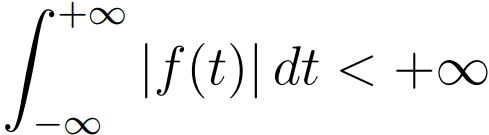 ∫_{-∞}^{+∞} |f(t)| dt < +∞